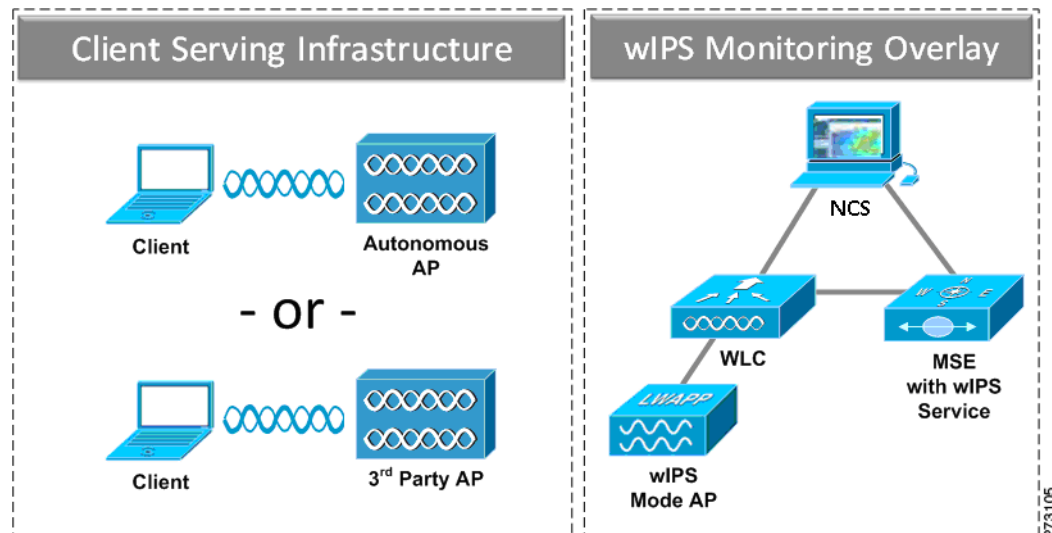 Client Serving Infrastructure
Client
Autonomous
AP
- or -
Client
3rd Party AP
wIPS Monitoring Overlay
NCS
N
W E
S
WLC
MSE
with wIPS
Service
LWAPP
wIPS
Mode AP
273105